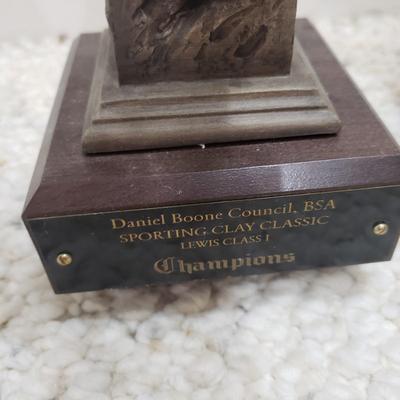 Daniel Boone Council, BSA
SPORTING CLAY CLASSIC
LEWIS CLASS I
Champions